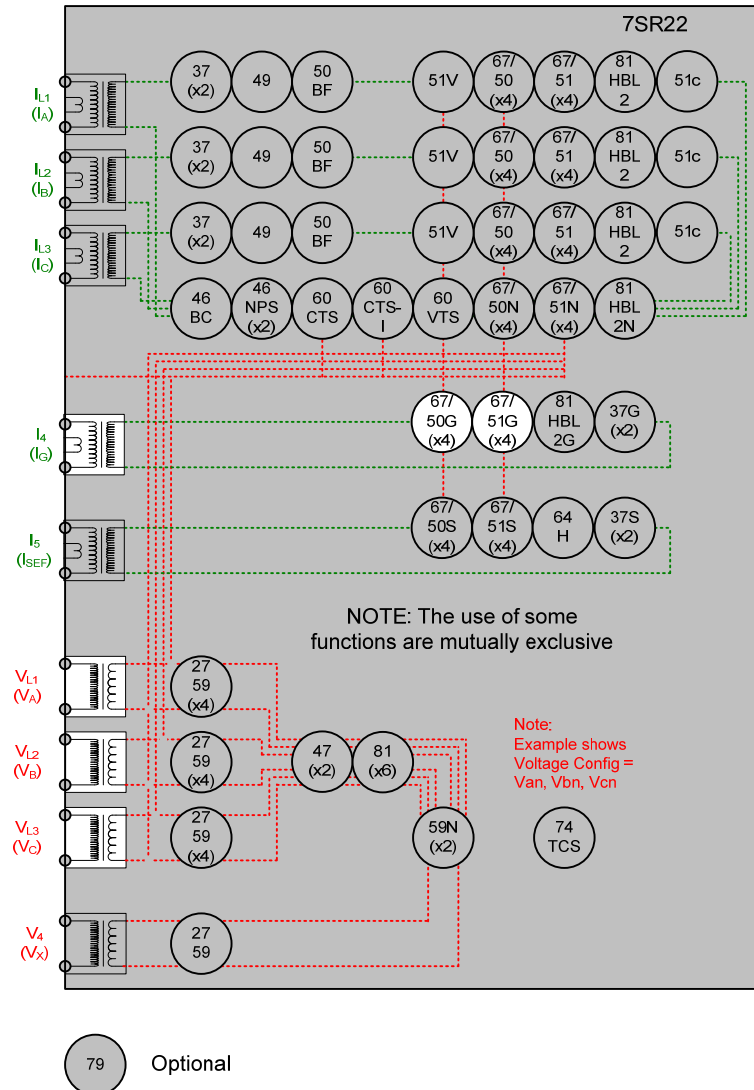 7SR22
IL1
(IA)
37
(x2)
49
50
BF
51V
67/
50
(x4)
67/
51
(x4)
81
HBL
2
51c
IL2
(IB)
37
(x2)
49
50
BF
51V
67/
50
(x4)
67/
51
(x4)
81
HBL
2
51c
IL3
(IC)
37
(x2)
49
50
BF
51V
67/
50
(x4)
67/
51
(x4)
81
HBL
2
51c
46
BC
46
NPS
(x2)
60
CTS
60
CTS-
I
60
VTS
67/
50N
(x4)
67/
51N
(x4)
81
HBL
2N
I4
(IG)
67/
50G
(x4)
67/
51G
(x4)
81
HBL
2G
37G
(x2)
I5
(ISEF)
67/
50S
(x4)
67/
51S
(x4)
64
H
37S
(x2)
NOTE: The use of some
functions are mutually exclusive
VL1
(VA)
27
59
(x4)
VL2
(VB)
27
59
(x4)
47
(x2)
81
(x6)
Note:
Example shows
Voltage Config =
Van, Vbn, Vcn
VL3
(VC)
27
59
(x4)
59N
(x2)
74
TCS
V4
(VX)
27
59
79
Optional